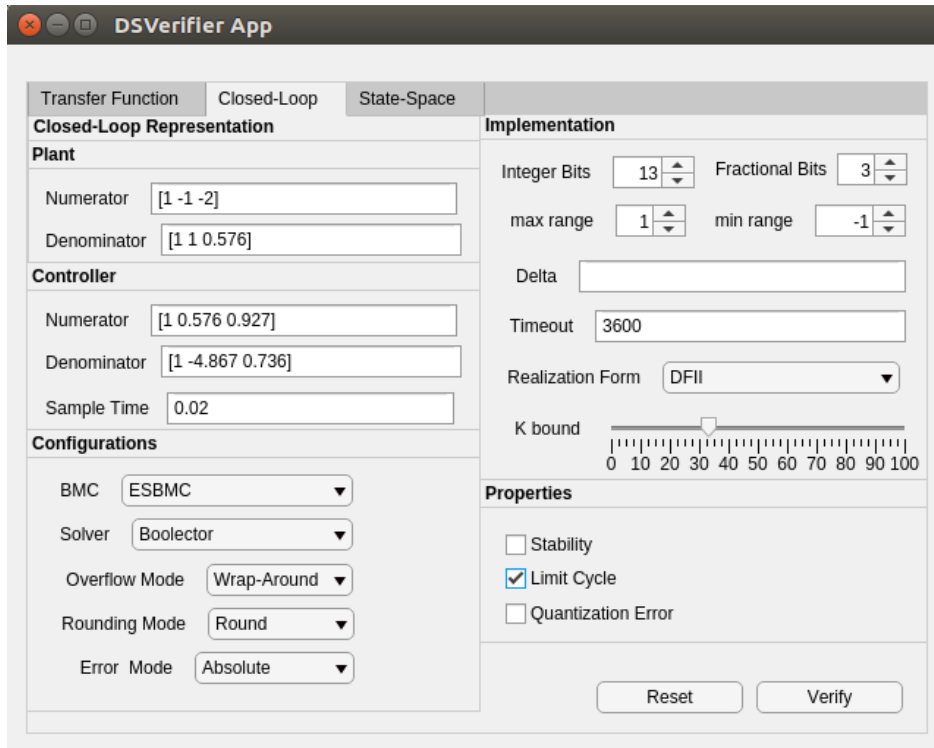 DSVerifier App
Transfer Function Closed-Loop State-Space
Closed-Loop Representation
Plant
Numerator [1 -1 -2]
Denominator [1 1 0.576]
Controller
Numerator [1 0.576 0.927]
Denominator [1 -4.867 0.736]
Sample Time 0.02
Configurations
BMC ESBMC
Solver Boolector
Overflow Mode Wrap-Around
Rounding Mode Round
Error Mode Absolute
Implementation
Integer Bits 13 Fractional Bits 3
max range 1 min range -1
Delta
Timeout 3600
Realization Form DFII
K bound
0 10 20 30 40 50 60 70 80 90 100
Properties
Stability
Limit Cycle
Quantization Error
Reset Verify